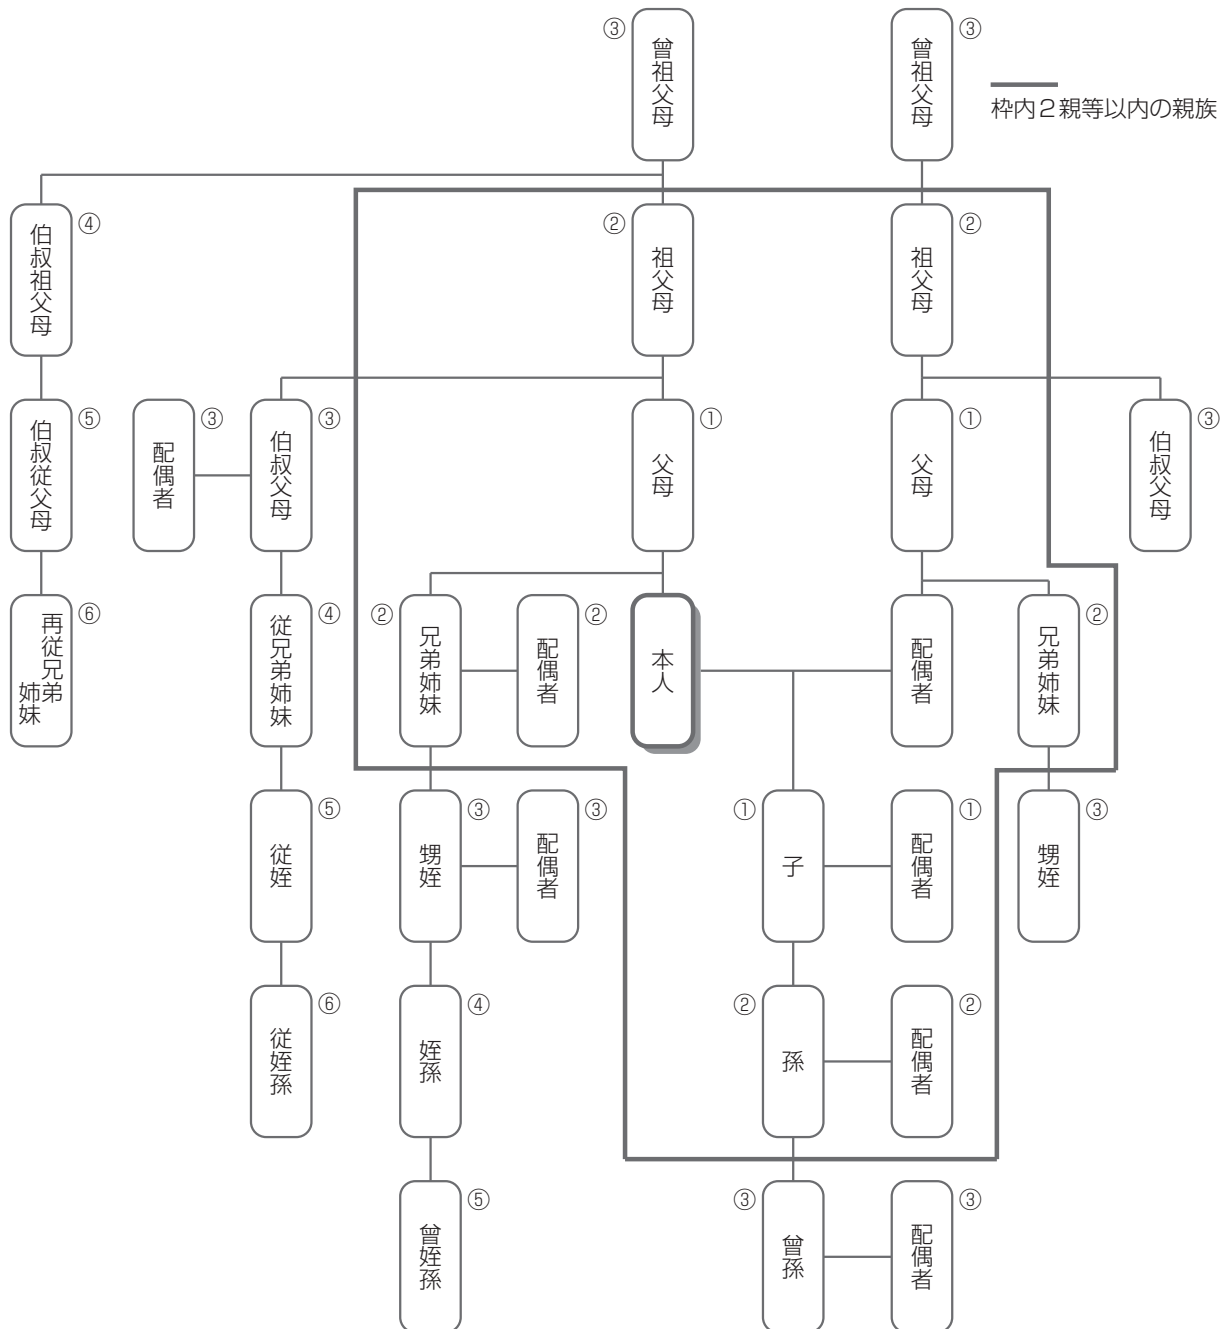 ③
曾祖父母
曾祖父母
③
枠内2親等以内の親族
伯叔祖父母
④
②
祖父母
祖父母
②
伯叔従父母
⑤
配偶者
③
伯叔父母
③
父母
①
父母
①
伯叔父母
③
再従兄弟
姉妹
⑥
従兄弟姉妹
④
②
兄弟姉妹
配偶者
②
本人
配偶者
兄弟姉妹
②
従姪
⑤
甥姪
③
配偶者
③
①
子
配偶者
①
甥姪
③
従姪孫
⑥
姪孫
④
②
孫
配偶者
②
曾姪孫
⑤
③
曾孫
配偶者
③